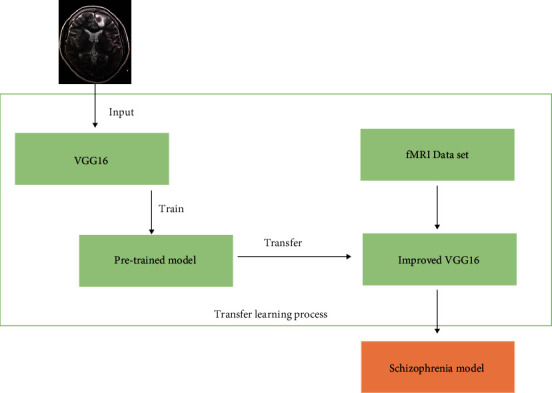 Input
VGG16
fMRI Data set
Train
Transfer
Pre-trained model
Improved VGG16
Transfer learning process
Schizophrenia model